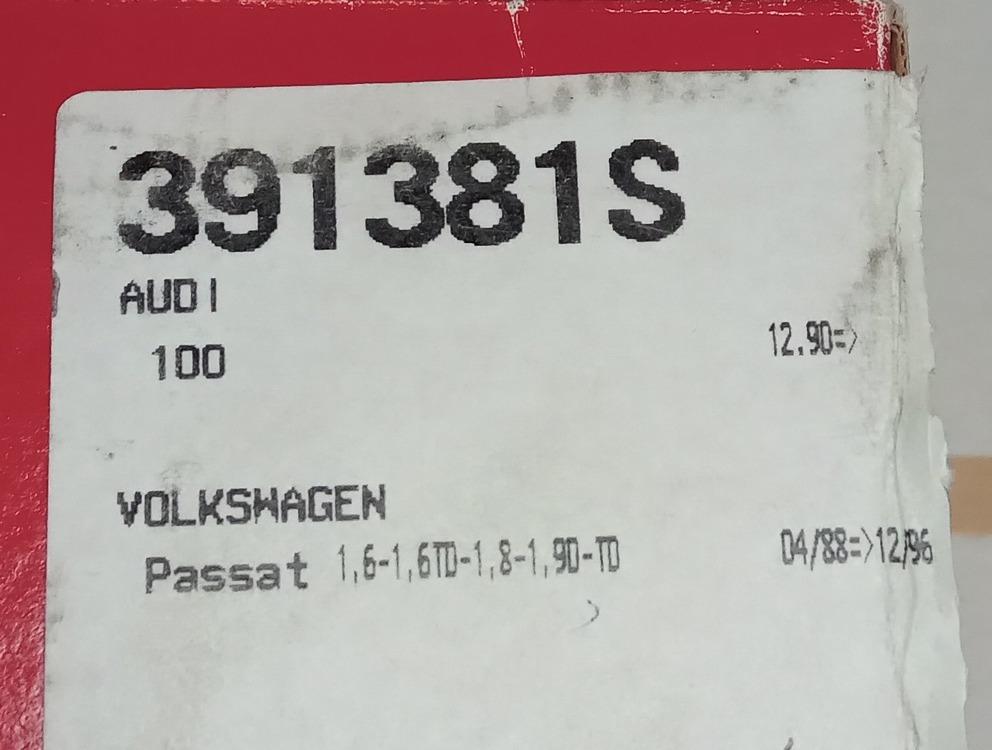 391381S
AUDI
100 12.90=>
VOLKSWAGEN
Passat 1,6-1,6TD-1,8-1,9D-TD 04/88=>12/96